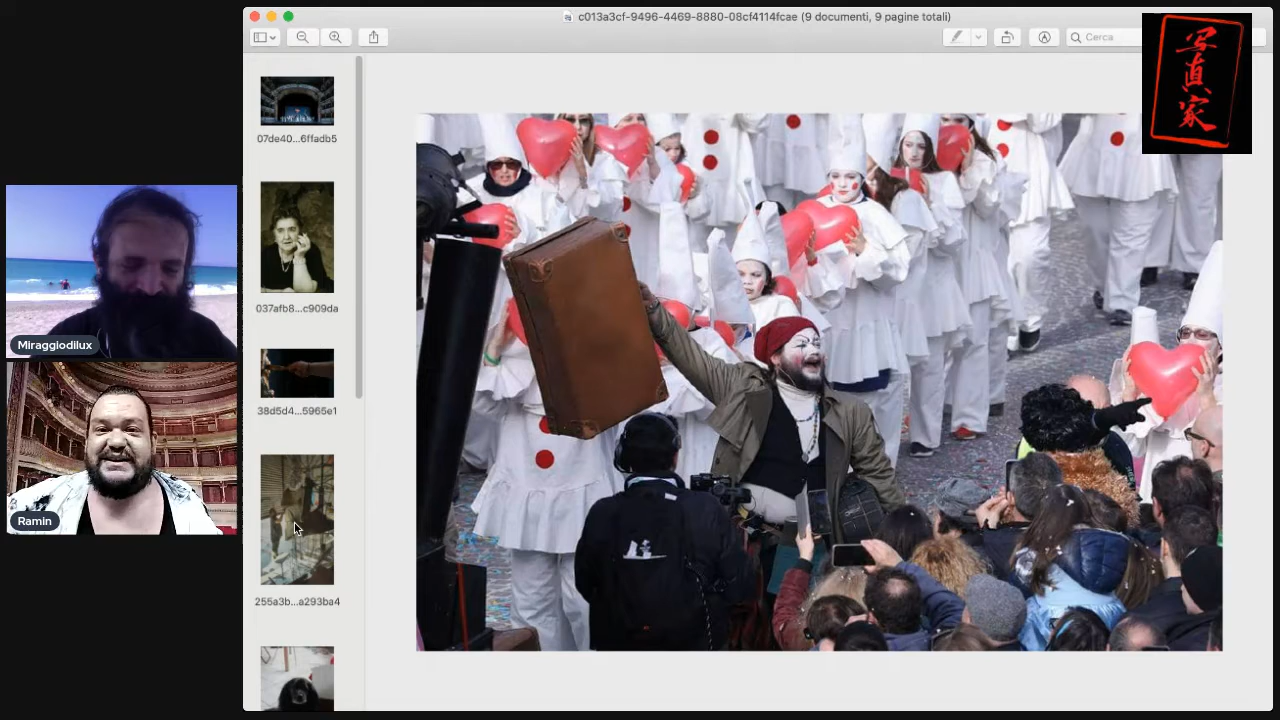 c013a3cf-9496-4469-8880-08cf4114fcae (9 documenti, 9 pagine totali)
Cerca
写真家
07de40...6ffadb5
037afb8...c909da
38d5d4...5965e1
255a3b...a293ba4
Miraggiodilux
Ramin